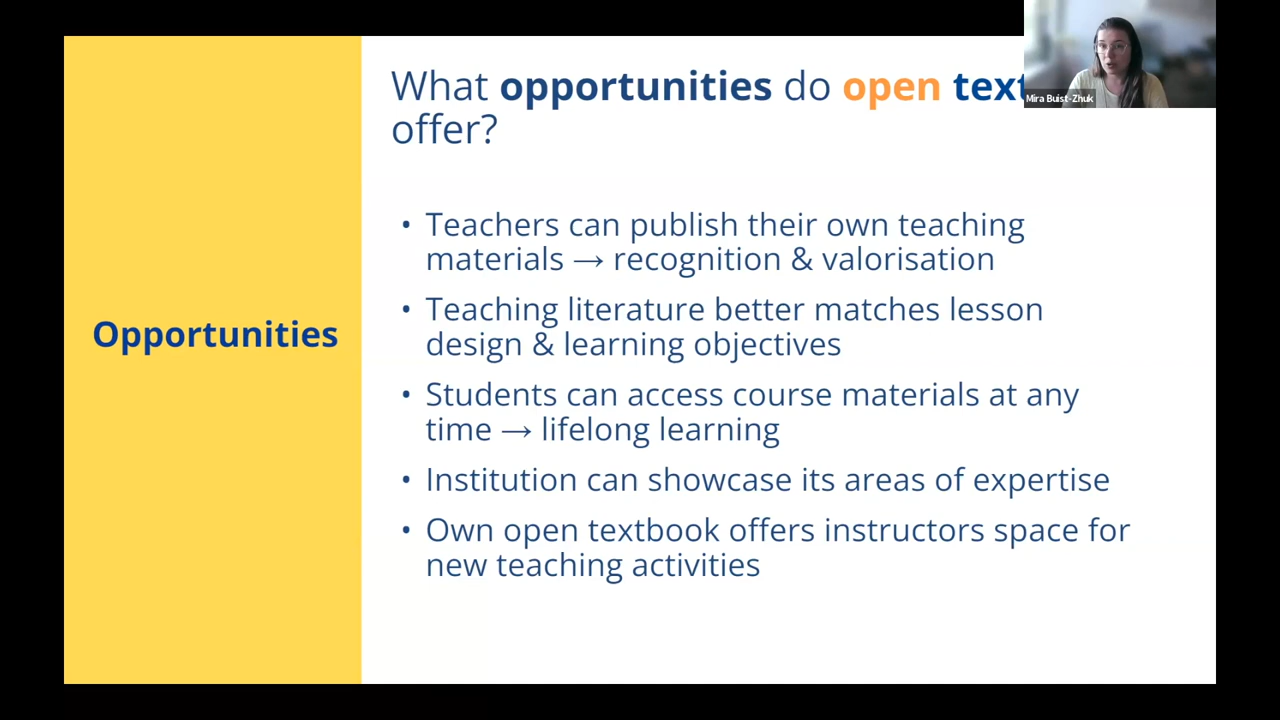 What opportunities do open text
offer?
Mira Buist-Zhuk
• Teachers can publish their own teaching
materials → recognition & valorisation
• Teaching literature better matches lesson
design & learning objectives
Opportunities
• Students can access course materials at any
time → lifelong learning
• Institution can showcase its areas of expertise
• Own open textbook offers instructors space for
new teaching activities